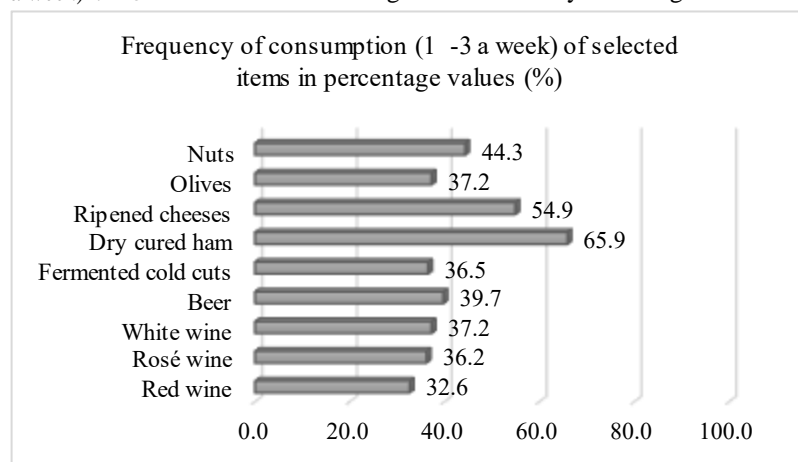 Frequency of consumption (1 -3 a week) of selected
items in percentage values (%)
Nuts 44.3
Olives 37.2
Ripened cheeses 54.9
Dry cured ham 65.9
Fermented cold cuts 36.5
Beer 39.7
White wine 37.2
Rosé wine 36.2
Red wine 32.6
0.0 20.0 40.0 60.0 80.0 100.0